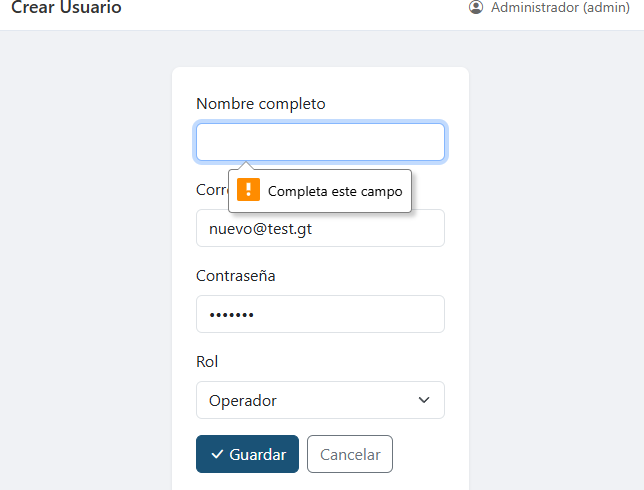 Crear Usuario
Administrador (admin)
Nombre completo
Completa este campo
Corre
nuevo@test.gt
Contraseña
•••••••
Rol
Operador
Guardar
Cancelar